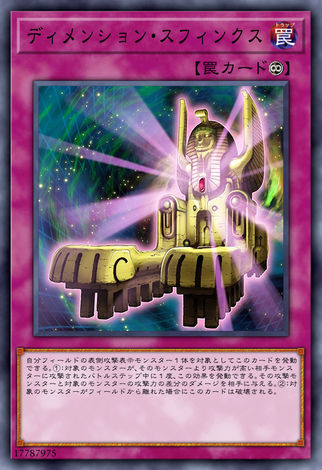 ディメンション・スフィンクス
トラップ
罠
【罠カード】
自分フィールドの表側攻撃表示モンスター１体を対象としてこのカードを発動
できる。①：対象のモンスターが、そのモンスターより攻撃力が高い相手モンス
ターに攻撃されたバトルステップ中に１度、この効果を発動できる。その攻撃モ
ンスターと対象のモンスターの攻撃力の差分のダメージを相手に与える。②：対
象のモンスターがフィールドから離れた場合にこのカードは破壊される。
17787975